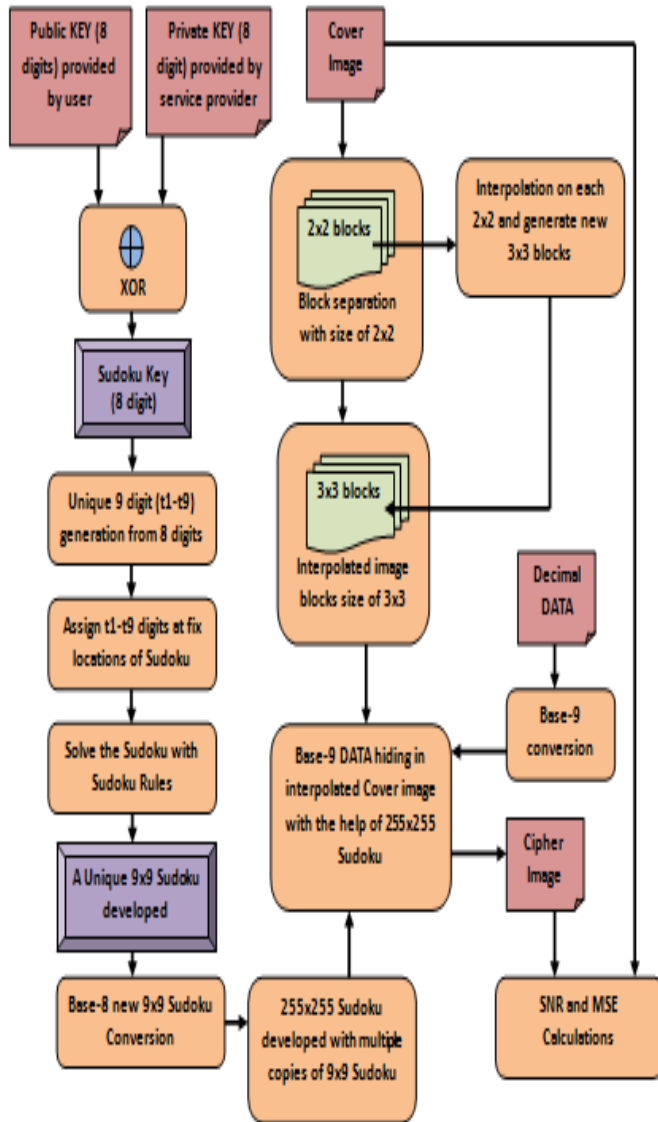 Public KEY (8
digits) provided
by user
Private KEY (8
digit) provided by
service provider
XOR
Sudoku Key
(8 digit)
Unique 9 digit (t1-t9)
generation from 8 digits
Assign t1-t9 digits at fix
locations of Sudoku
Solve the Sudoku with
Sudoku Rules
A Unique 9x9 Sudoku
developed
Base-8 new 9x9 Sudoku
Conversion
255x255 Sudoku
developed with multiple
copies of 9x9 Sudoku
Cover
Image
2x2 blocks
Block separation
with size of 2x2
Interpolation on each
2x2 and generate new
3x3 blocks
3x3 blocks
Interpolated image
blocks size of 3x3
Decimal
DATA
Base-9
conversion
Base-9 DATA hiding in
interpolated Cover image
with the help of 255x255
Sudoku
Cipher
Image
SNR and MSE
Calculations